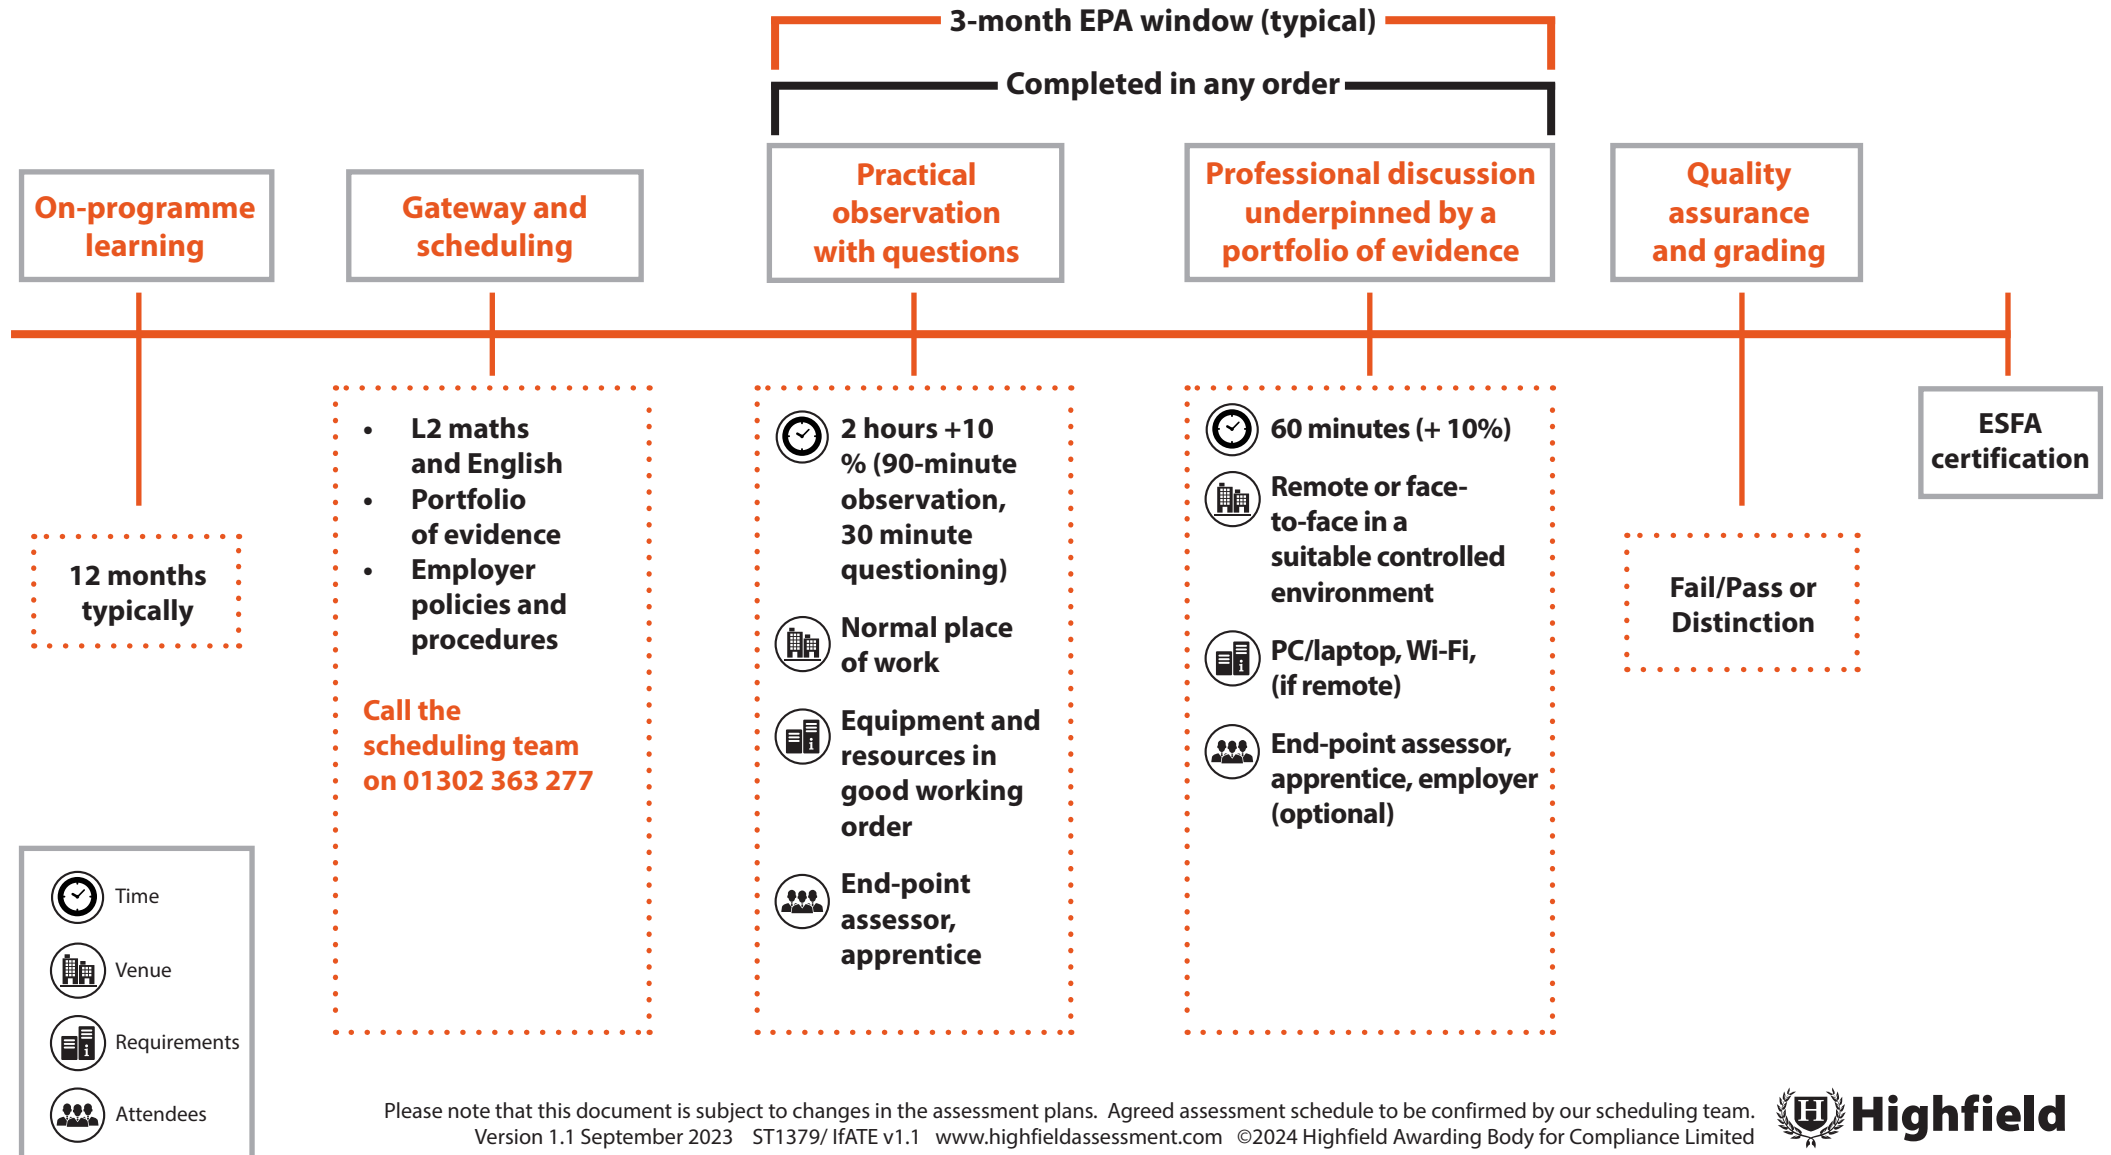 3-month EPA window (typical)
Completed in any order
On-programme
learning
Gateway and
scheduling
Practical
observation
with questions
Professional discussion
underpinned by a
portfolio of evidence
Quality
assurance
and grading
12 months
typically
• L2 maths
and English
• Portfolio
of evidence
• Employer
policies and
procedures
Call the
scheduling team
on 01302 363 277
2 hours +10
% (90-minute
observation,
30 minute
questioning)
Normal place
of work
Equipment and
resources in
good working
order
End-point
assessor,
apprentice
60 minutes (+ 10%)
Remote or face-
to-face in a
suitable controlled
environment
PC/laptop, Wi-Fi,
(if remote)
End-point assessor,
apprentice, employer
(optional)
Fail/Pass or
Distinction
ESFA
certification
Time
Venue
Requirements
Attendees
Please note that this document is subject to changes in the assessment plans. Agreed assessment schedule to be confirmed by our scheduling team.
Version 1.1 September 2023 ST1379/ IfATE v1.1 www.highfieldassessment.com ©2024 Highfield Awarding Body for Compliance Limited
H Highfield